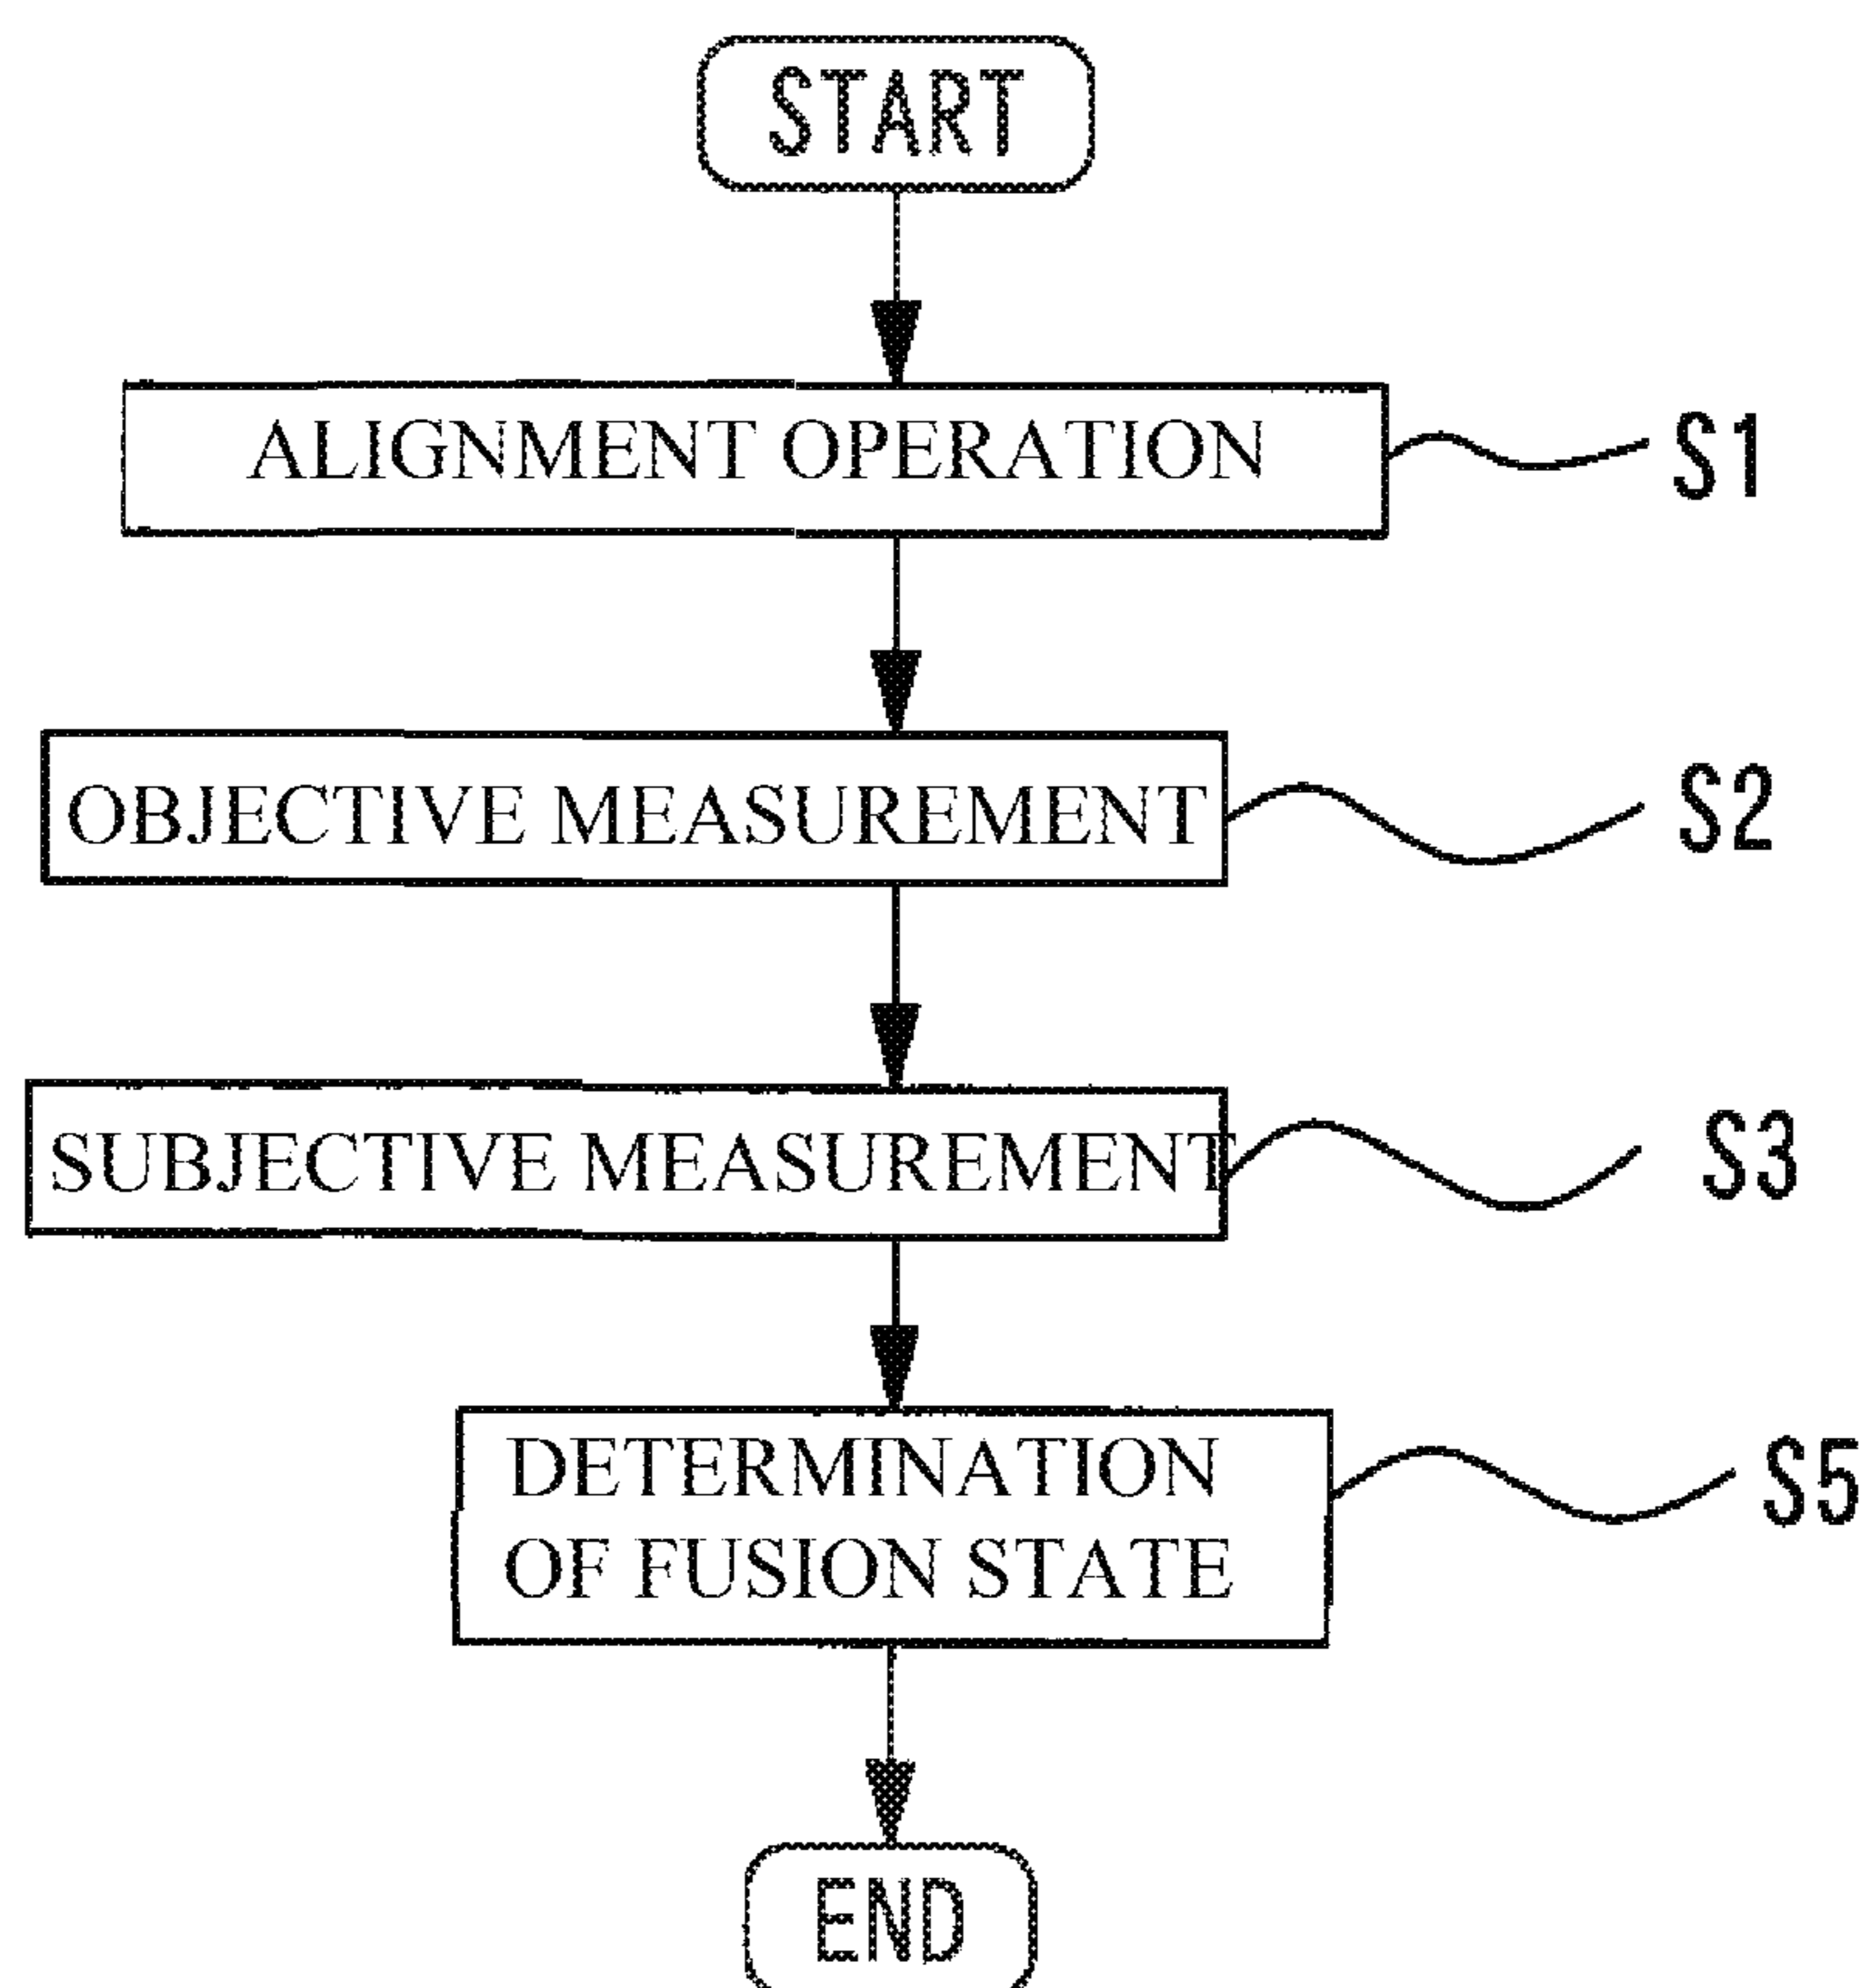 START
ALIGNMENT OPERATION S1
OBJECTIVE MEASUREMENT S2
SUBJECTIVE MEASUREMENT S3
DETERMINATION
OF FUSION STATE
S5
END